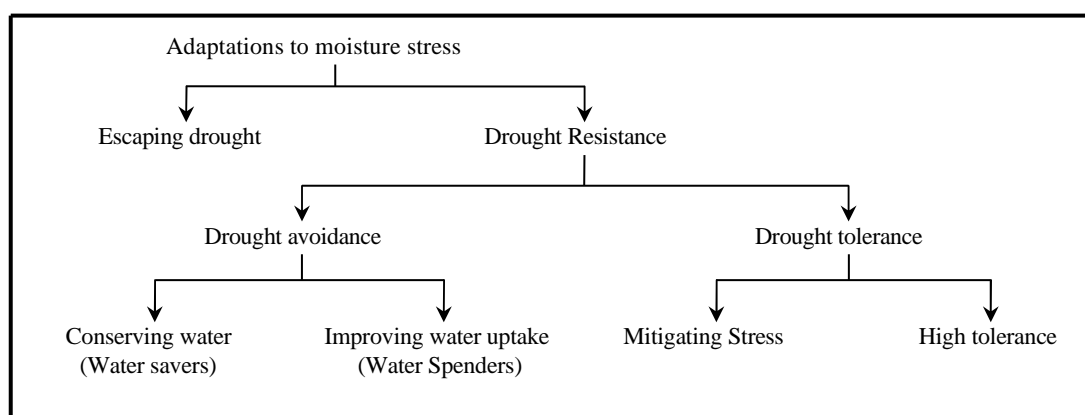 Adaptations to moisture stress
Escaping drought
Drought Resistance
Drought avoidance
Drought tolerance
Conserving water
(Water savers)
Improving water uptake
(Water Spenders)
Mitigating Stress
High tolerance